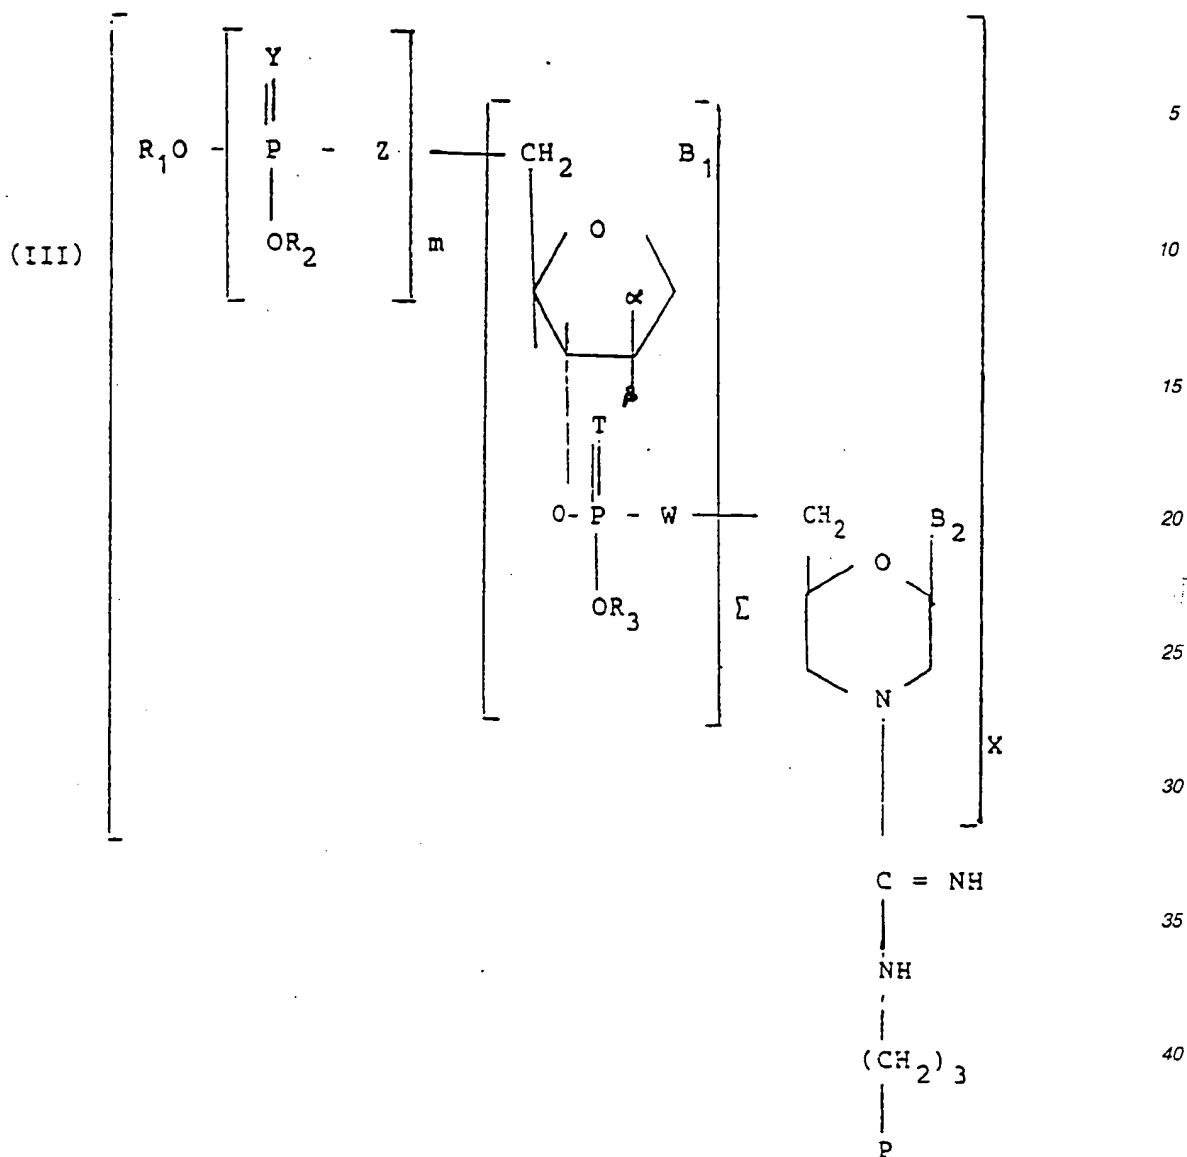 Y
5
R1O - P - Z CH2 B1
O
(III) OR2 m α 10
β
15
T
O- P - W CH2 B2 20
O
OR3 Σ
25
N
X
30
C = NH
35
NH
(CH2)3 40
P